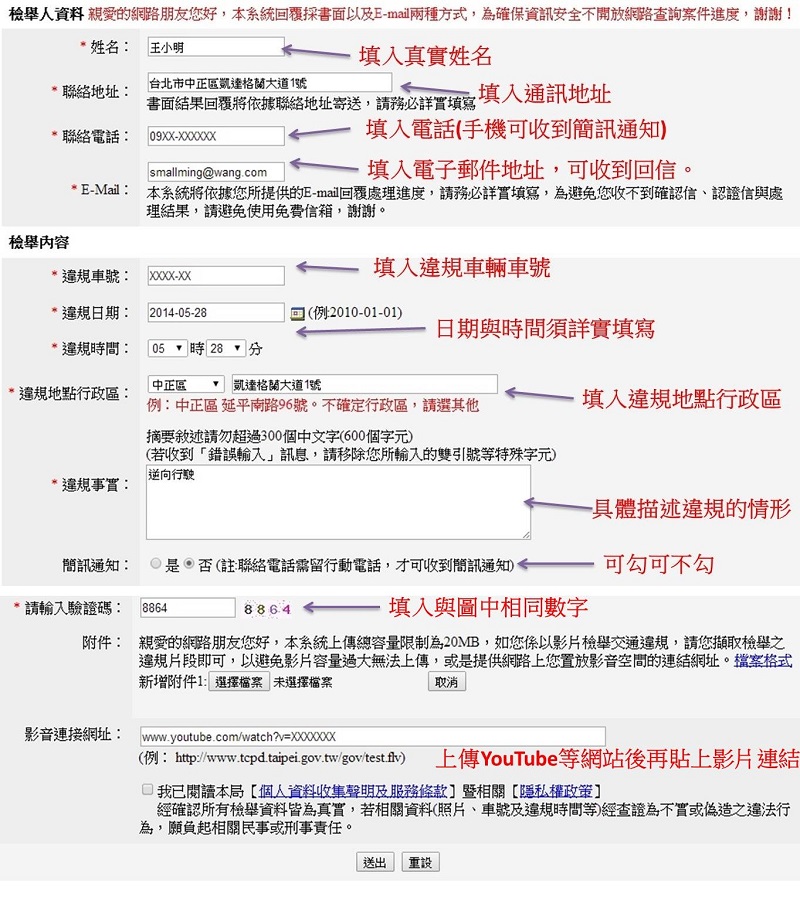 檢舉人資料 親愛的網路朋友您好，本系統回覆採書面以及E-mail兩種方式，為確保資訊安全不開放網路查詢案件進度，謝謝！
* 姓名： 王小明 填入真實姓名
* 聯絡地址： 台北市中正區凱達格蘭大道1號 填入通訊地址
書面結果回覆將依據聯絡地址寄送，請務必詳實填寫
* 聯絡電話： 09XX-XXXXXX 填入電話(手機可收到簡訊通知)
smallming@wang.com 填入電子郵件地址，可收到回信。
* E-Mail： 本系統將依據您所提供的E-mail回覆處理進度，請務必詳實填寫，為避免您收不到確認信、認證信與處
理結果，請避免使用免費信箱，謝謝。
檢舉內容
* 違規車號： XXXX-XX 填入違規車輛車號
* 違規日期： 2014-05-28 (例:2010-01-01)
日期與時間須詳實填寫
* 違規時間： 05 時 28 分
* 違規地點行政區： 中正區 凱達格蘭大道1號 填入違規地點行政區
例：中正區 延平南路96號。不確定行政區，請選其他
摘要敘述請勿超過300個中文字(600個字元)
(若收到「錯誤輸入」訊息，請移除您所輸入的雙引號等特殊字元)
* 違規事實： 逆向行駛 具體描述違規的情形
簡訊通知： 是 否 (註:聯絡電話需留行動電話，才可收到簡訊通知) 可勾可不勾
* 請輸入驗證碼： 8864 8864 填入與圖中相同數字
附件： 親愛的網路朋友您好，本系統上傳總容量限制為20MB，如您係以影片檢舉交通違規，請您擷取檢舉之
違規片段即可，以避免影片容量過大無法上傳，或是提供網路上您置放影音空間的連結網址。檔案格式
新增附件1: 選擇檔案 未選擇檔案 取消
影音連接網址： www.youtube.com/watch?v=XXXXXXX
(例： http://www.tcpd.taipei.gov.tw/gov/test.flv) 上傳YouTube等網站後再貼上影片連結
我已閱讀本局【個人資料收集聲明及服務條款】暨相關【隱私權政策】
經確認所有檢舉資料皆為真實，若相關資料(照片、車號及違規時間等)經查證為不實或偽造之違法行
為，願負起相關民事或刑事責任。
送出 重設